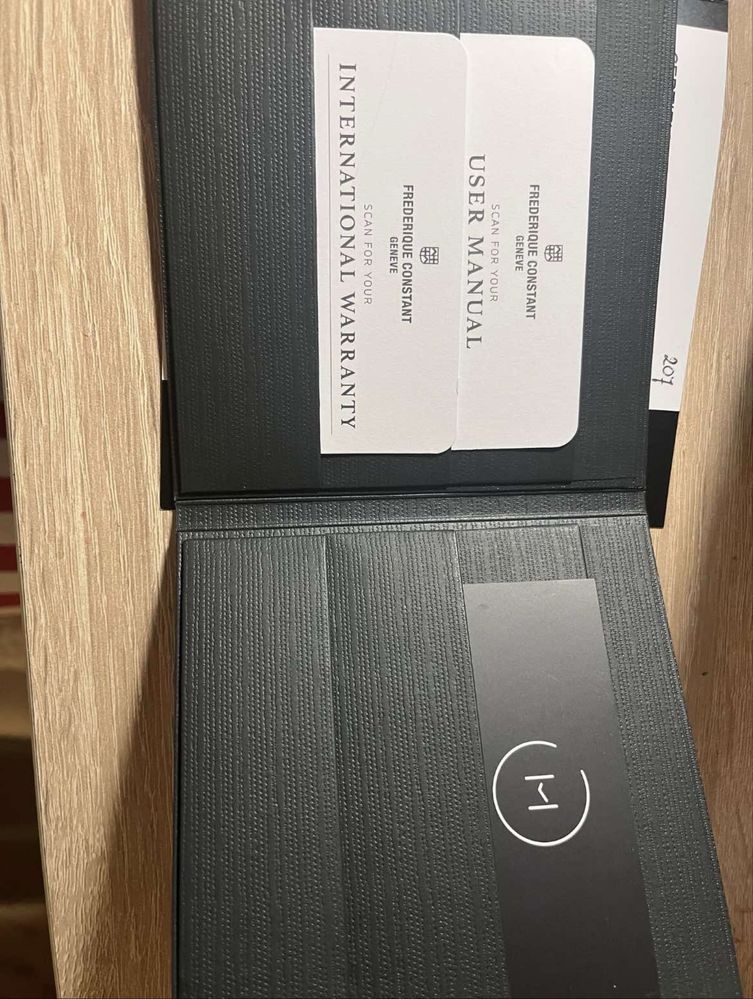 FREDERIQUE CONSTANT
GENEVE
SCAN FOR YOUR
USER MANUAL
FREDERIQUE CONSTANT
GENEVE
SCAN FOR YOUR
INTERNATIONAL WARRANTY
207